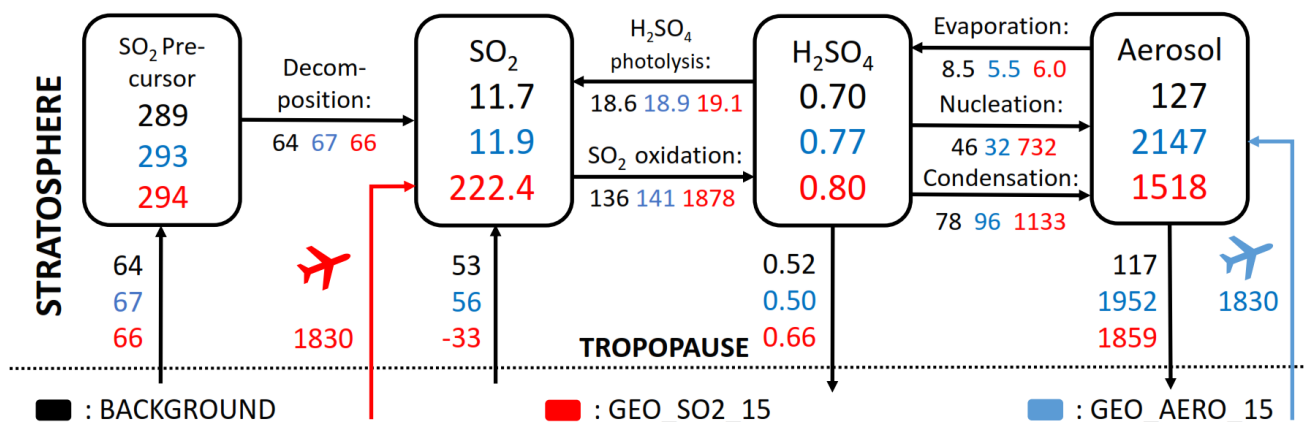 STRATOSPHERE
SO2 Pre-
cursor
289
293
294
Decom-
position:
64 67 66
SO2
11.7
11.9
222.4
H2SO4
photolysis:
18.6 18.9 19.1
SO2 oxidation:
136 141 1878
H2SO4
0.70
0.77
0.80
Evaporation:
8.5 5.5 6.0
Nucleation:
46 32 732
Condensation:
78 96 1133
Aerosol
127
2147
1518
64
67
66
1830
53
56
-33
0.52
0.50
0.66
117
1952
1859
1830
TROPOPAUSE
: BACKGROUND
: GEO_SO2_15
: GEO_AERO_15